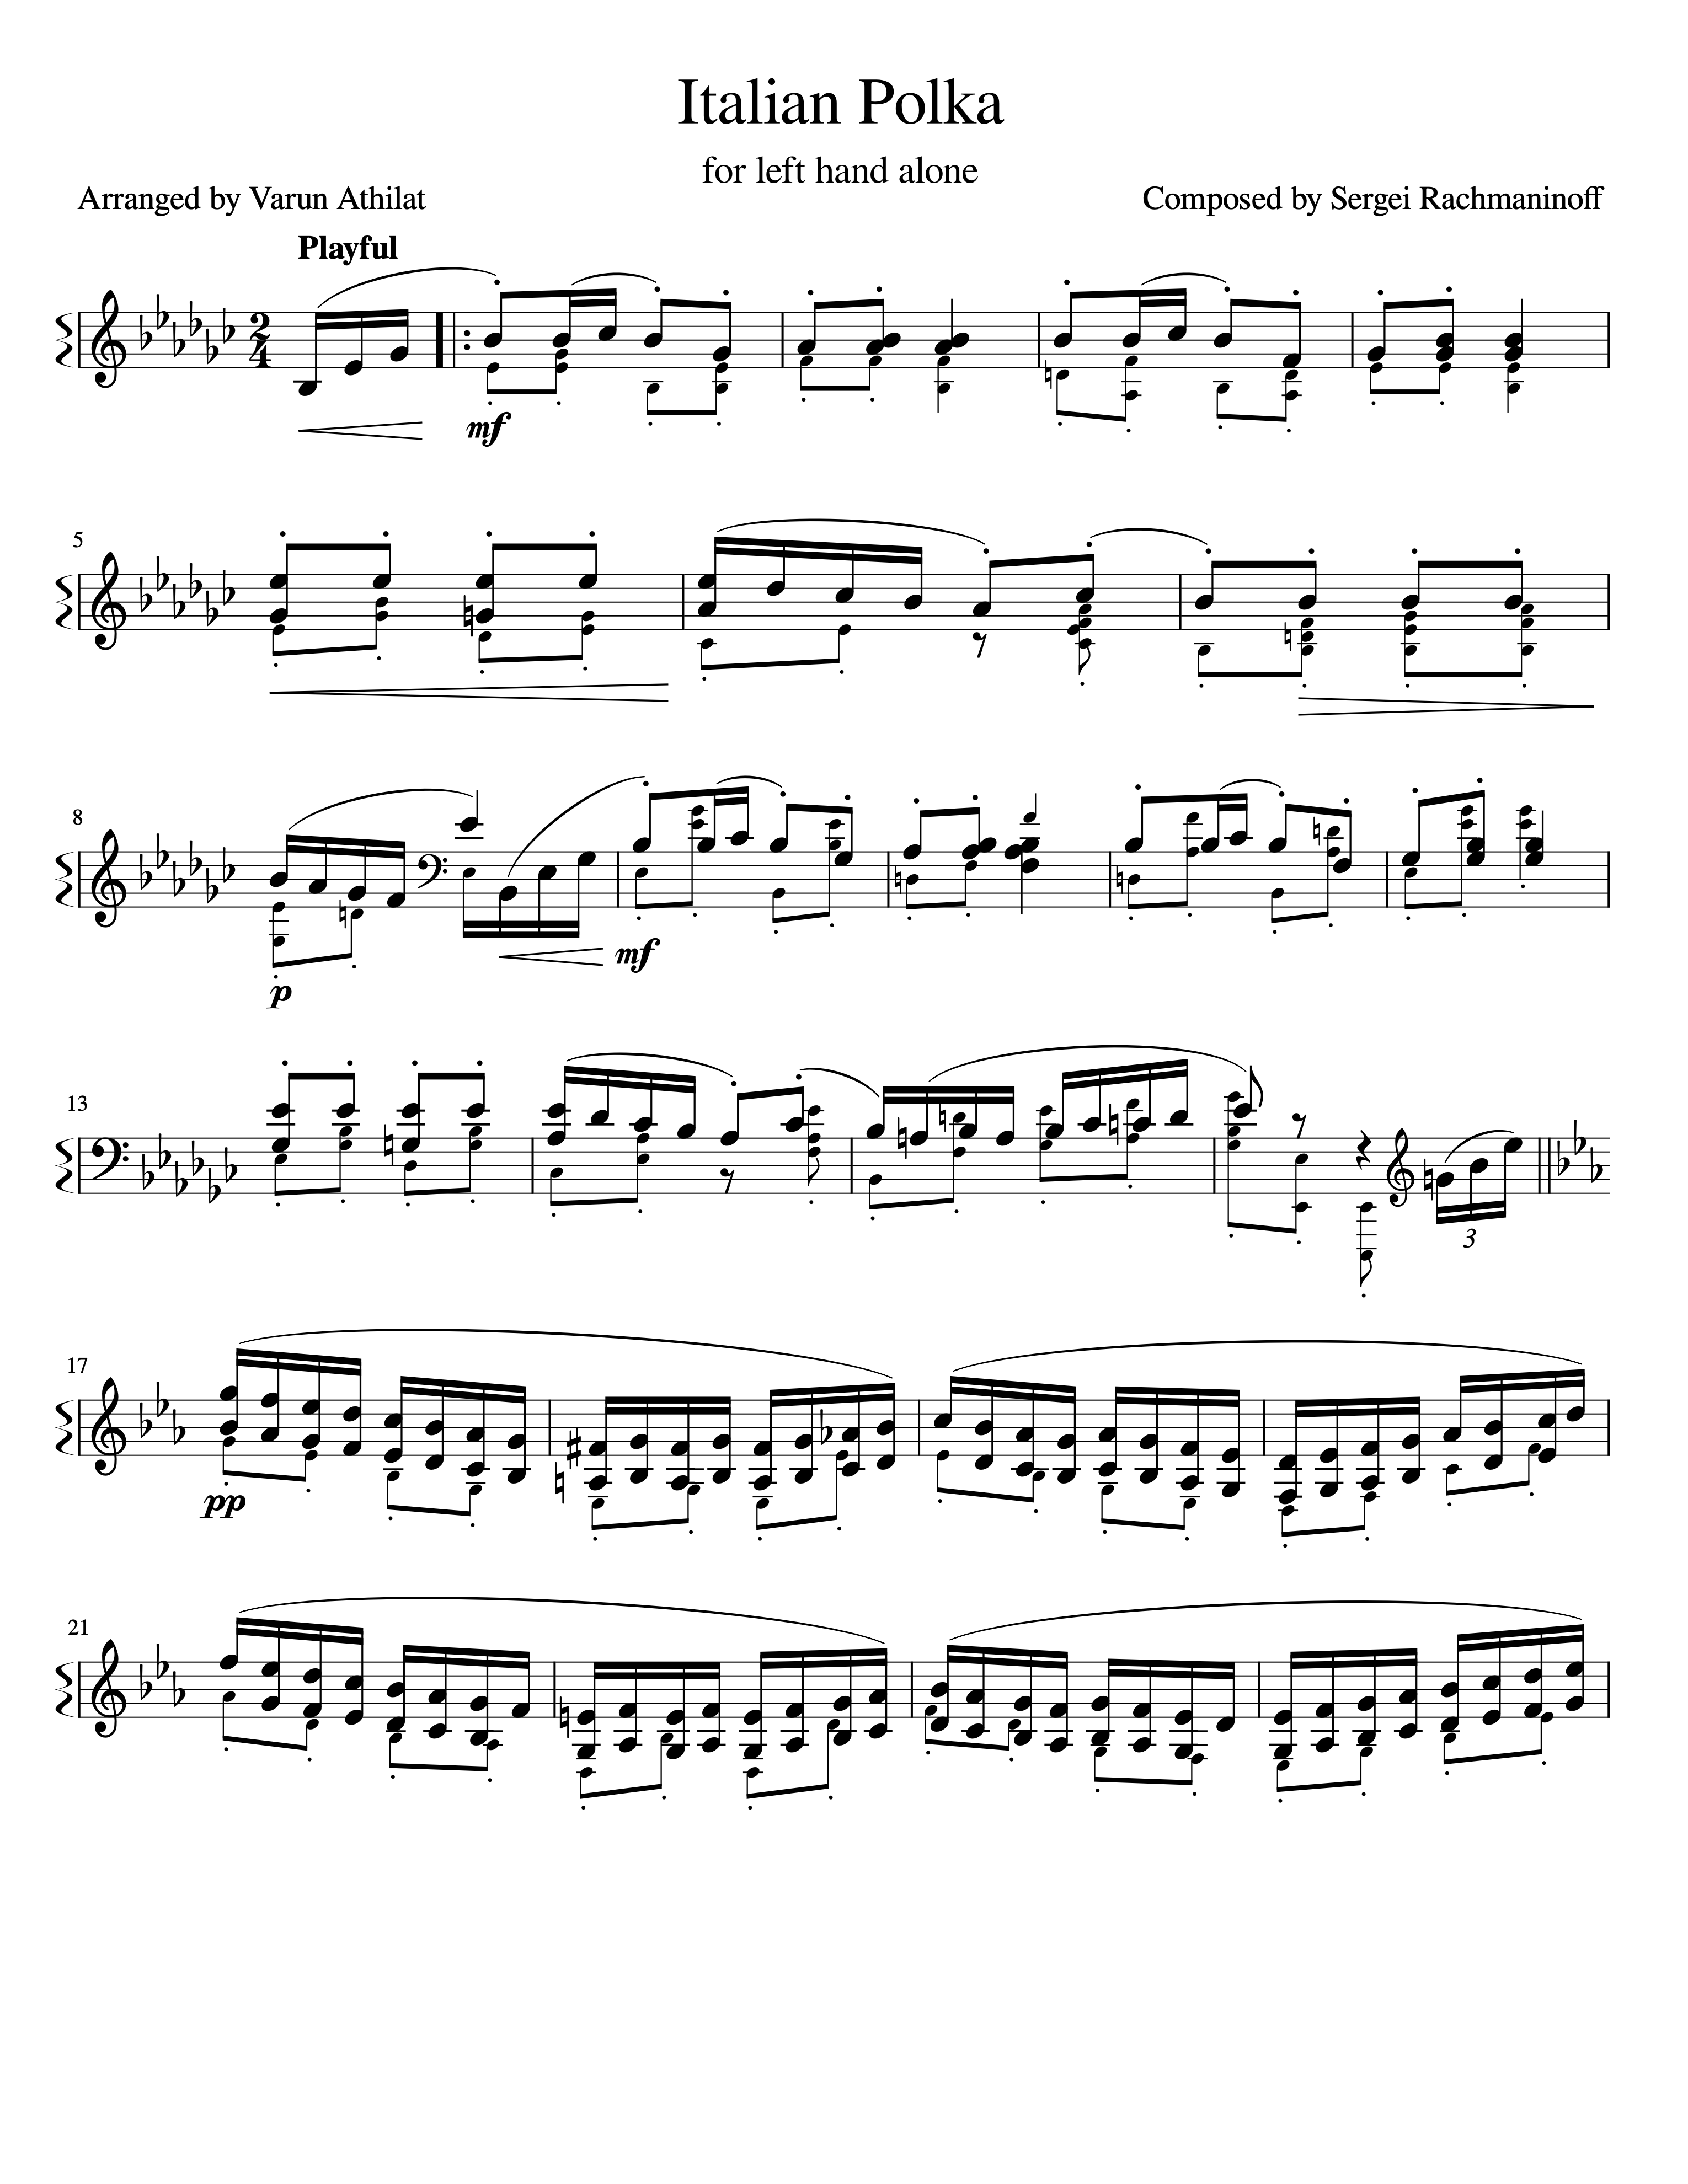 Italian Polka
for left hand alone
Arranged by Varun Athilat
Composed by Sergei Rachmaninoff
Playful
2
4
mf
5
8
mf
p
13
3
17
pp
21